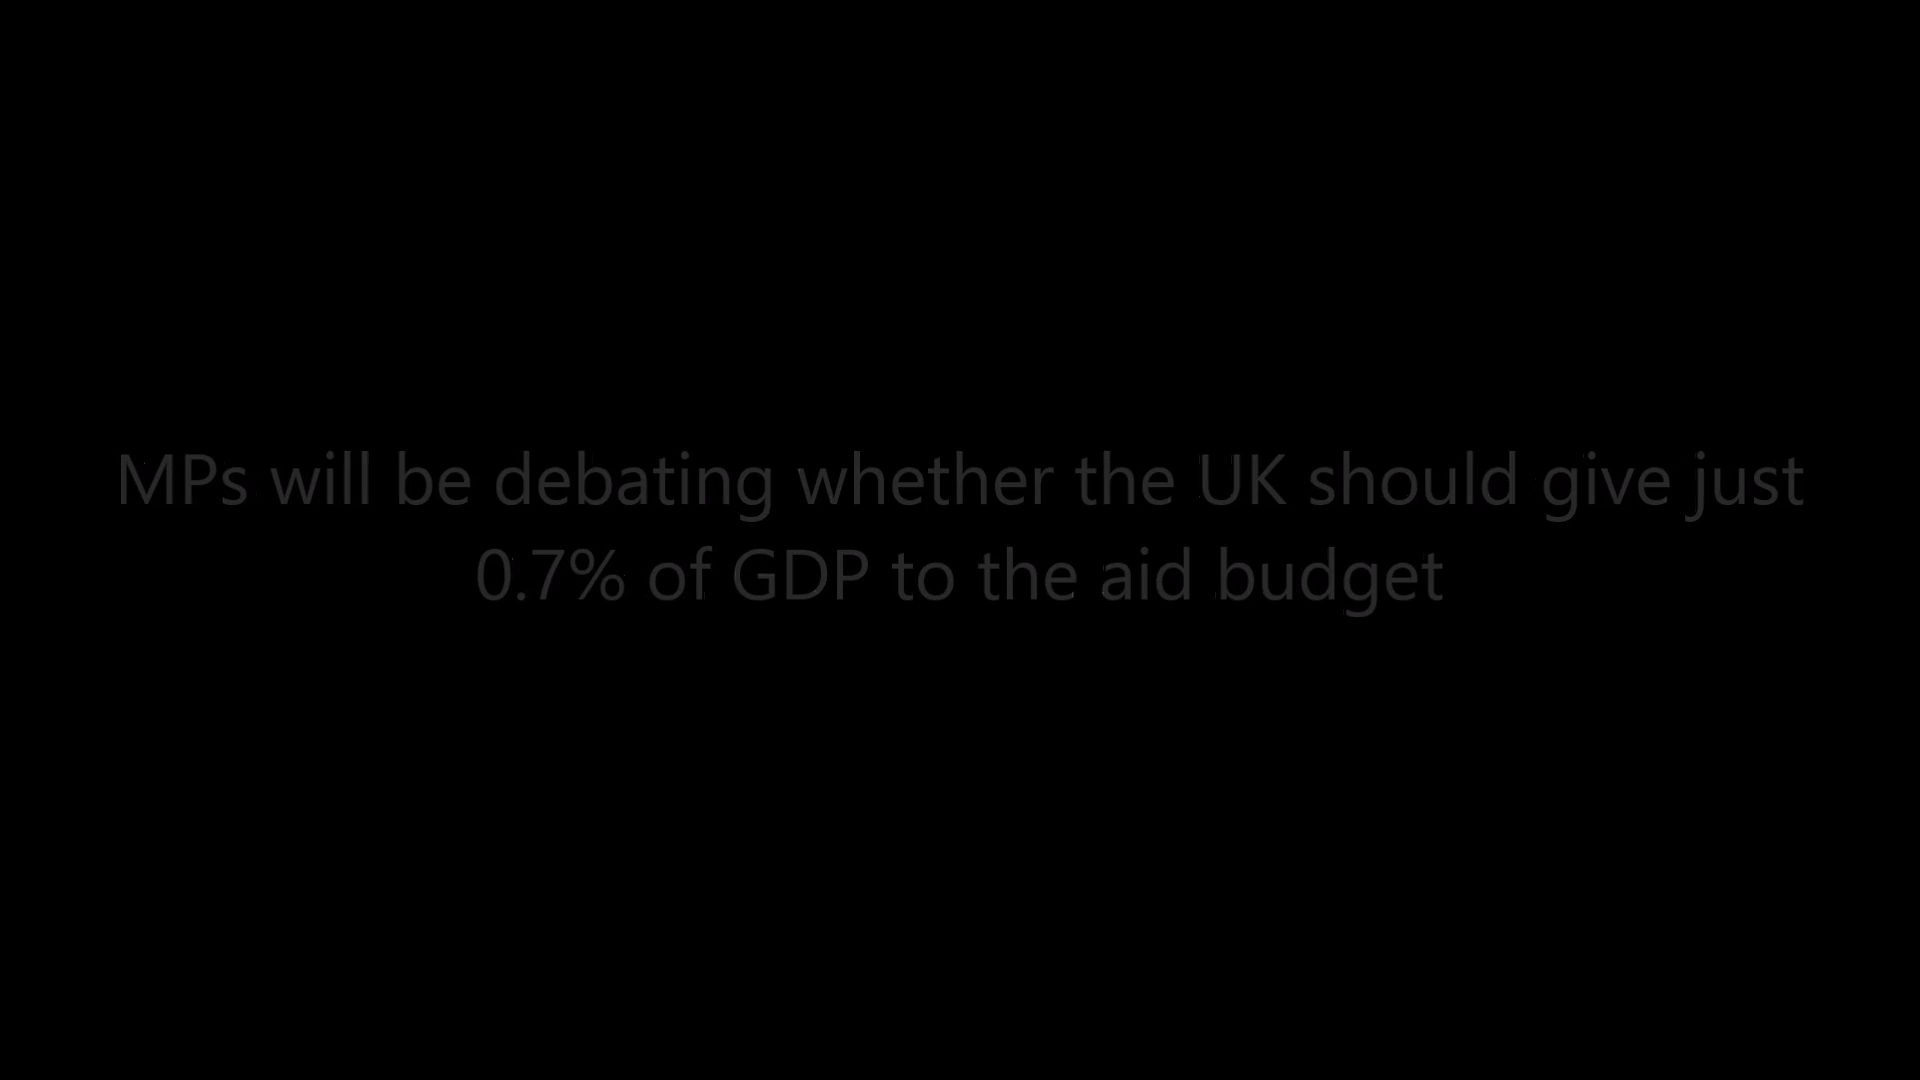 MPs will be debating whether the UK should give just
0.7% of GDP to the aid budget